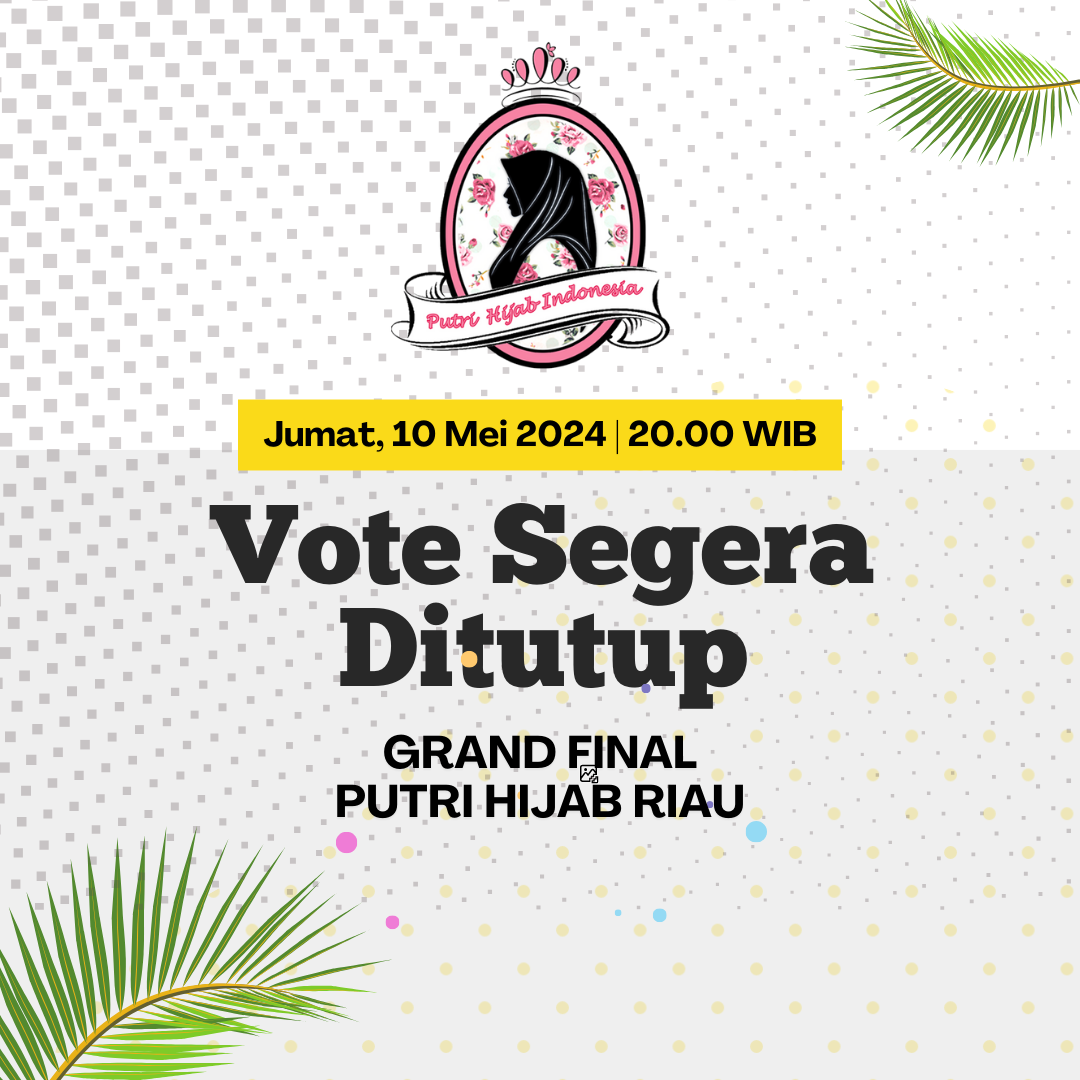 Putri Hijab Indonesia
Jumat, 10 Mei 2024 | 20.00 WIB
Vote Segera
Ditutup
GRAND FINAL
PUTRI HIJAB RIAU